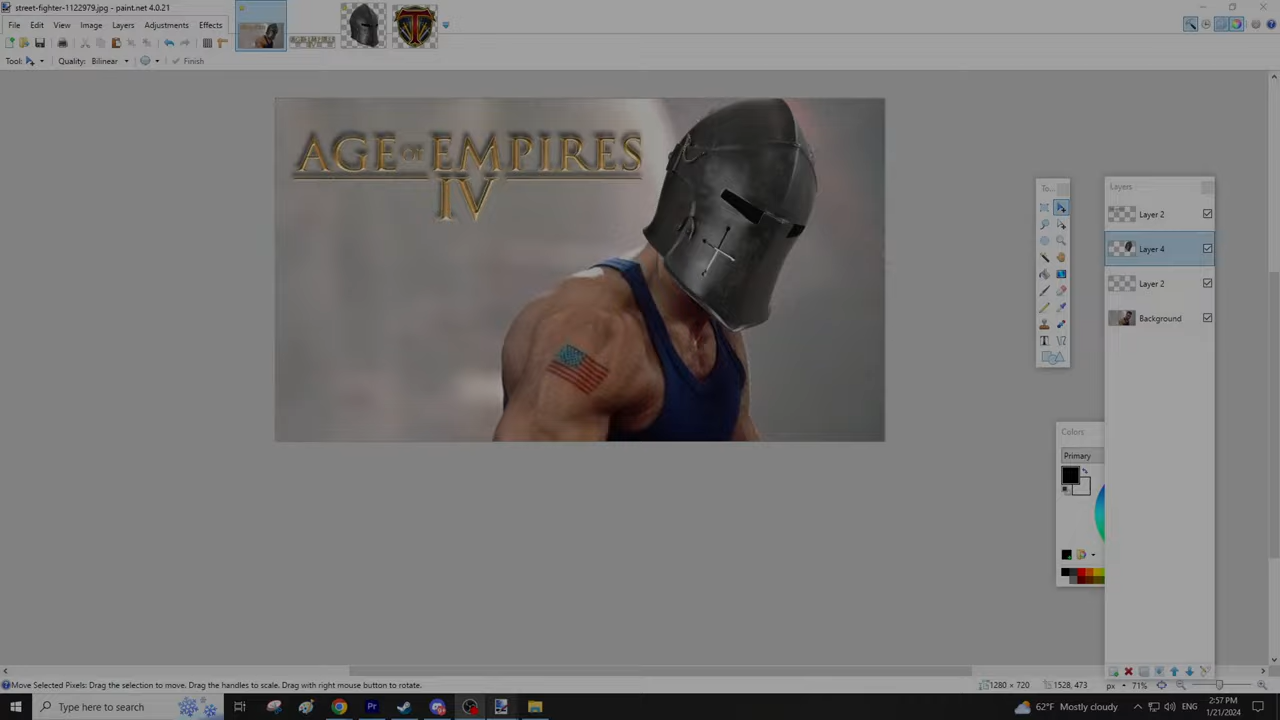 street-fighter-1122979.jpg - paint.net 4.0.21
File Edit View Image Layers Adjustments Effects
Tool: Quality: Bilinear Finish
AGE OF EMPIRES
IV
To...
Layers
Layer 2
Layer 4
Layer 2
Background
Colors
Primary
Move Selected Pixels: Drag the selection to move. Drag the handles to scale. Drag with right mouse button to rotate.
1280 × 720 1528, 473 px 71%
Type here to search
62°F Mostly cloudy ENG 2:57 PM
1/21/2024